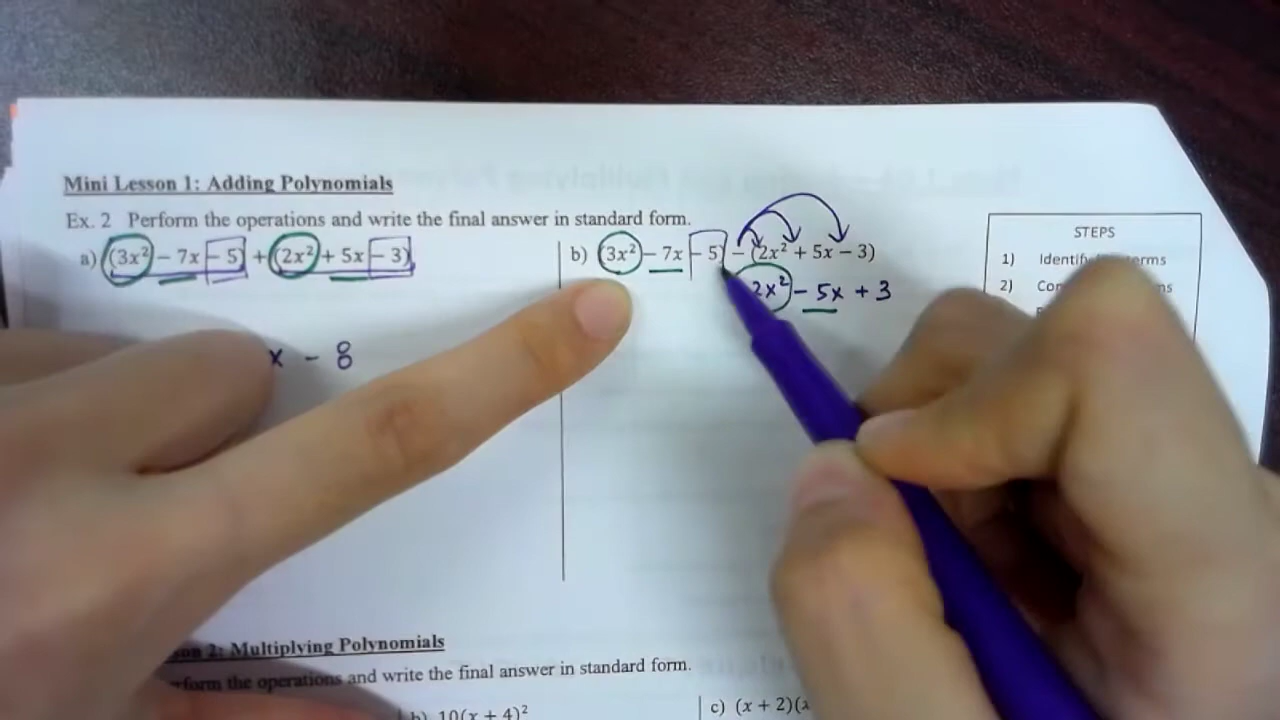 Mini Lesson 1: Adding Polynomials
Ex. 2 Perform the operations and write the final answer in standard form.
a) (3x² − 7x − 5) + (2x² + 5x − 3)
x − 8
b) (3x² − 7x − 5) − (2x² + 5x − 3)
2x² − 5x + 3
STEPS
1) terms
2)
2: Multiplying Polynomials
the operations and write the final answer in standard form.
b) 10(x + 4)²
c) (x + 2)(